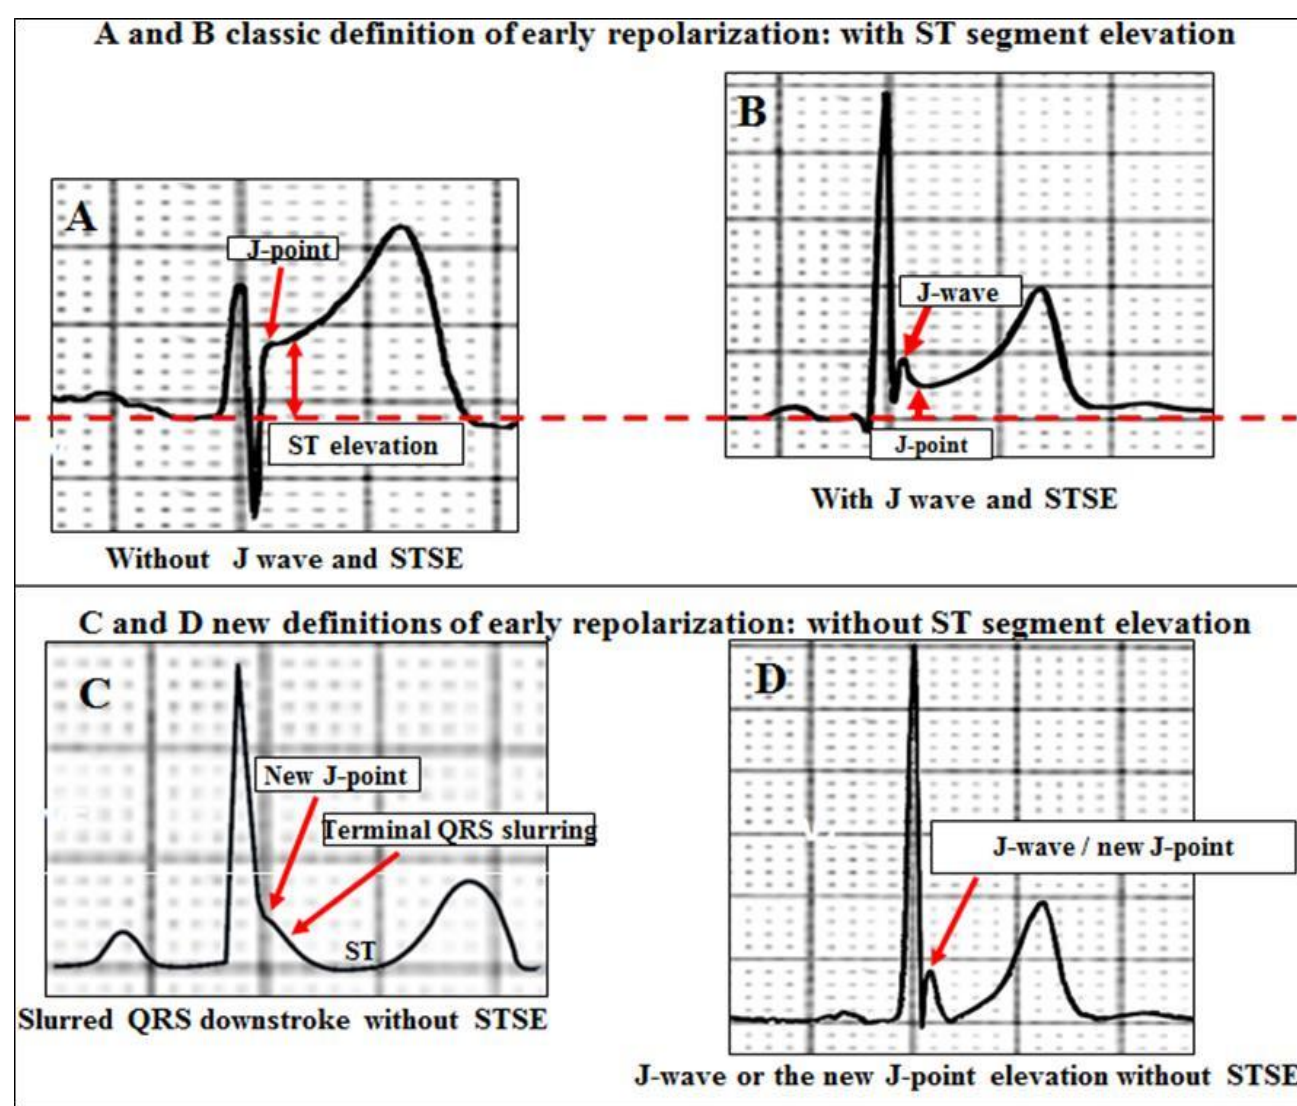 A and B classic definition of early repolarization: with ST segment elevation
A
J-point
ST elevation
Without J wave and STSE
B
J-wave
J-point
With J wave and STSE
C and D new definitions of early repolarization: without ST segment elevation
C
New J-point
Terminal QRS slurring
ST
Slurred QRS downstroke without STSE
D
J-wave / new J-point
J-wave or the new J-point elevation without STSE